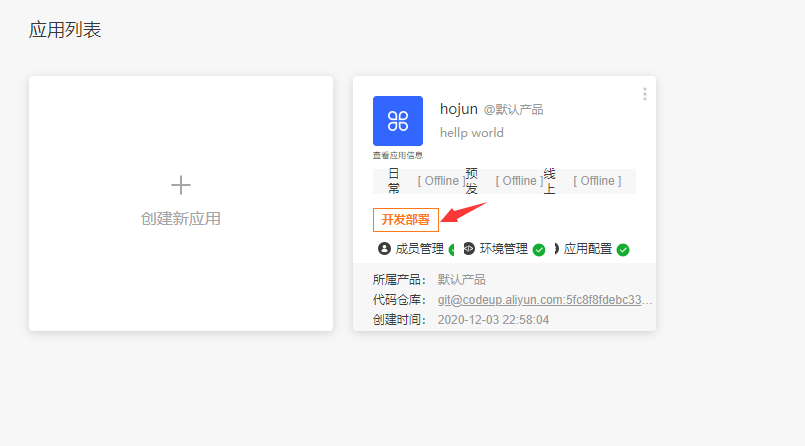 应用列表
创建新应用
hojun @默认产品
hellp world
查看应用信息
日常 [ Offline ] 预发 [ Offline ] 线上 [ Offline ]
开发部署
成员管理 环境管理 应用配置
所属产品： 默认产品
代码仓库： git@codeup.aliyun.com:5fc8f8fdebc33...
创建时间： 2020-12-03 22:58:04